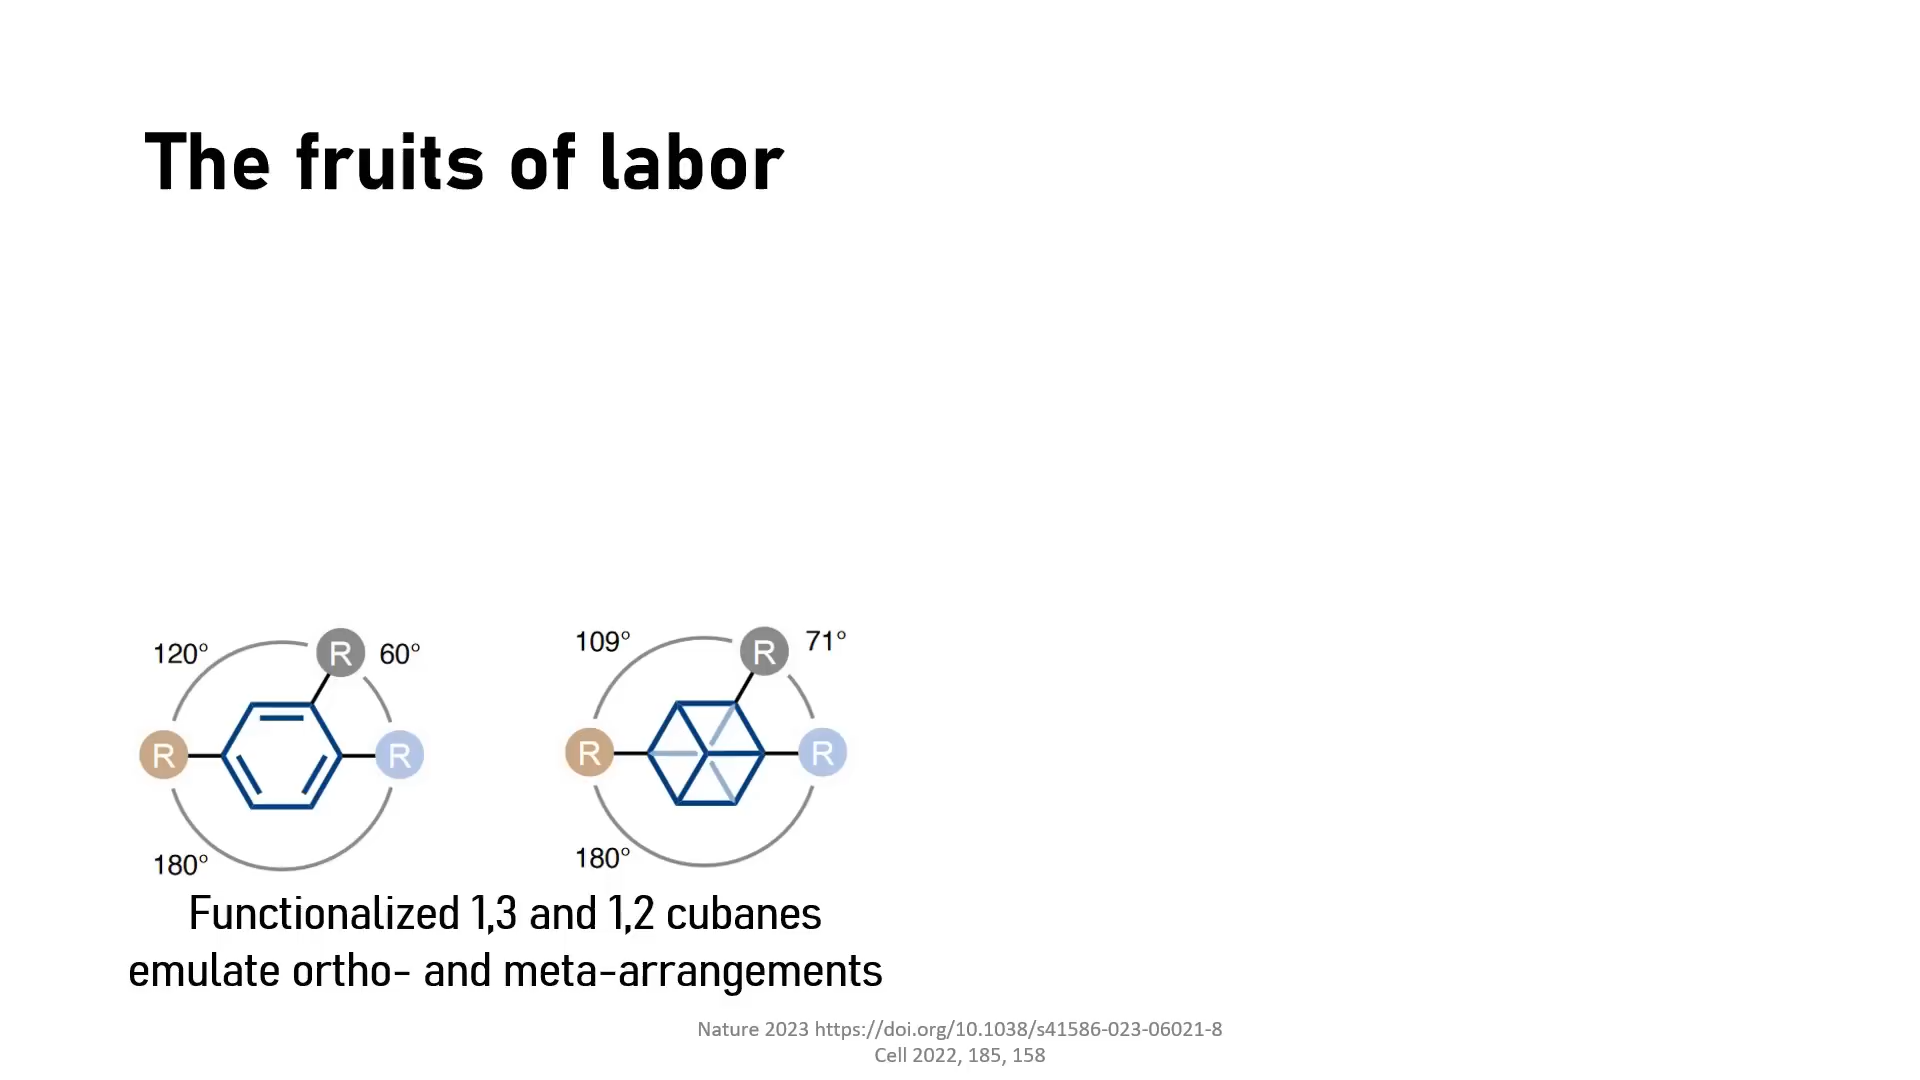 The fruits of labor
120°
R
60°
R
R
180°
109°
R
71°
R
R
180°
Functionalized 1,3 and 1,2 cubanes
emulate ortho- and meta-arrangements
Nature 2023 https://doi.org/10.1038/s41586-023-06021-8
Cell 2022, 185, 158